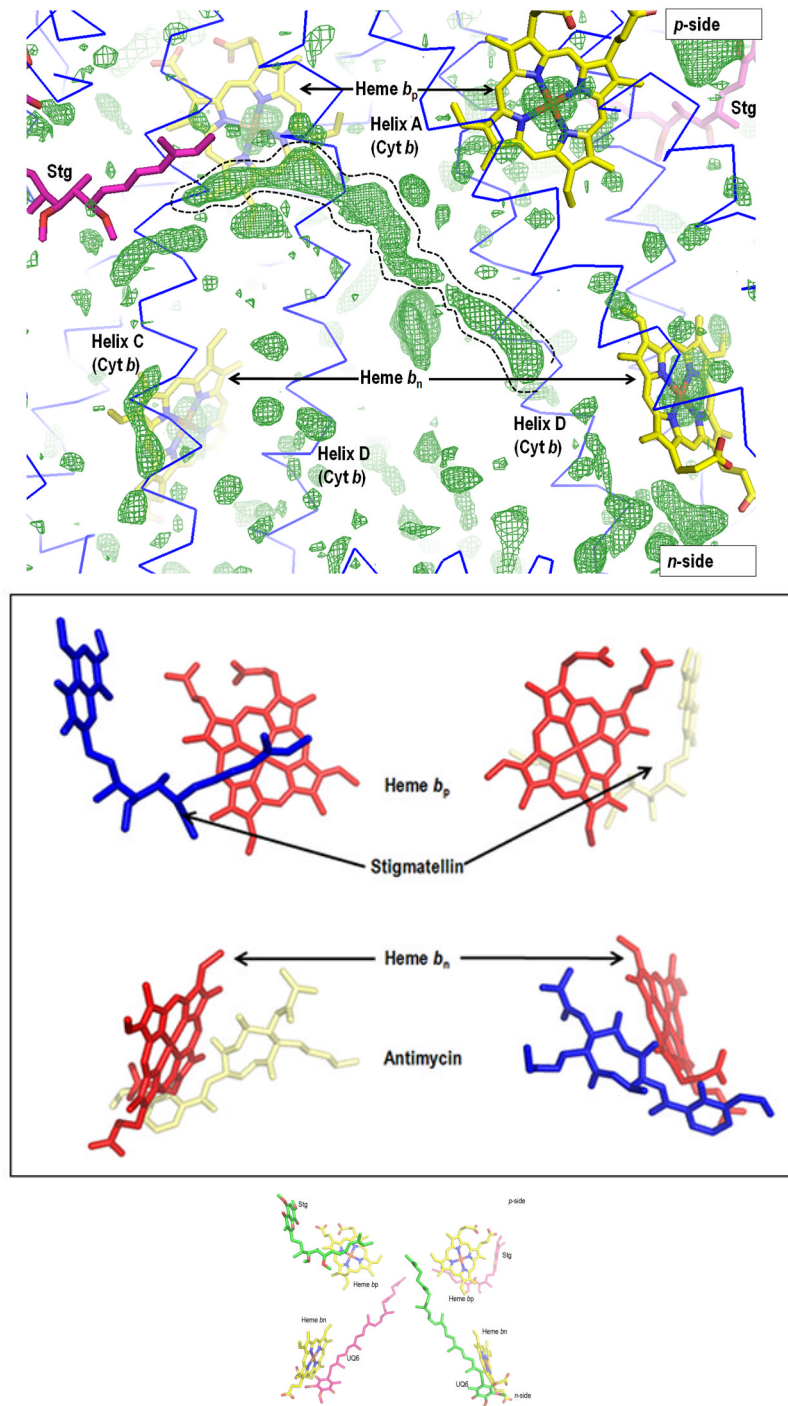 p-side
Heme bp
Helix A
(Cyt b)
Stg
Stg
Helix C
(Cyt b)
Heme bn
Helix D
(Cyt b)
Helix D
(Cyt b)
n-side
Heme bp
Stigmatellin
Heme bn
Antimycin
Stg
p-side
Stg
Heme bp
Heme bp
Heme bn
Heme bn
UQ6
UQ6
n-side